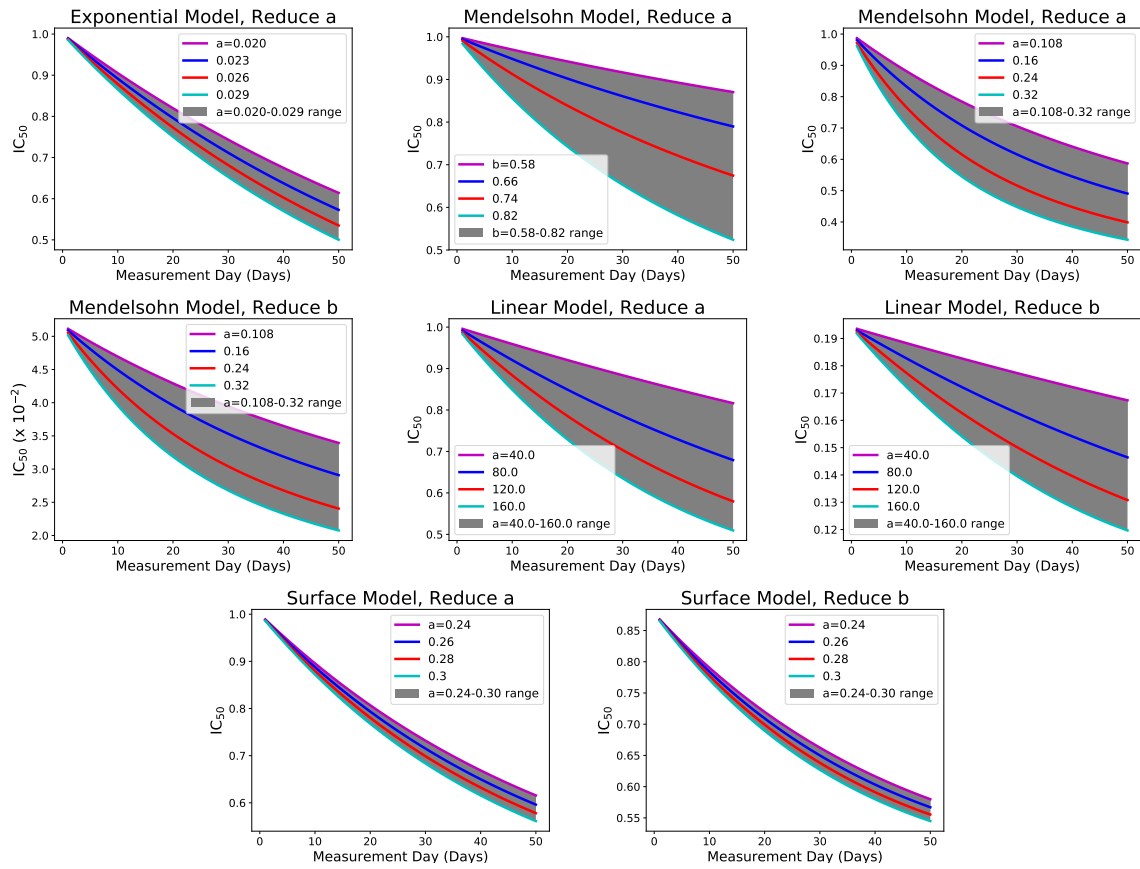 Exponential Model, Reduce a
1.0
0.9
0.8
0.7
0.6
0.5
IC50
a=0.020
0.023
0.026
0.029
a=0.020-0.029 range
0 10 20 30 40 50
Measurement Day (Days)
Mendelsohn Model, Reduce a
1.0
0.9
0.8
0.7
0.6
0.5
IC50
b=0.58
0.66
0.74
0.82
b=0.58-0.82 range
0 10 20 30 40 50
Measurement Day (Days)
Mendelsohn Model, Reduce a
1.0
0.9
0.8
0.7
0.6
0.5
0.4
IC50
a=0.108
0.16
0.24
0.32
a=0.108-0.32 range
0 10 20 30 40 50
Measurement Day (Days)
Mendelsohn Model, Reduce b
5.0
4.5
4.0
3.5
3.0
2.5
2.0
IC50 (x 10−2)
a=0.108
0.16
0.24
0.32
a=0.108-0.32 range
0 10 20 30 40 50
Measurement Day (Days)
Linear Model, Reduce a
1.0
0.9
0.8
0.7
0.6
0.5
IC50
a=40.0
80.0
120.0
160.0
a=40.0-160.0 range
0 10 20 30 40 50
Measurement Day (Days)
Linear Model, Reduce b
0.19
0.18
0.17
0.16
0.15
0.14
0.13
0.12
IC50
a=40.0
80.0
120.0
160.0
a=40.0-160.0 range
0 10 20 30 40 50
Measurement Day (Days)
Surface Model, Reduce a
1.0
0.9
0.8
0.7
0.6
IC50
a=0.24
0.26
0.28
0.3
a=0.24-0.30 range
0 10 20 30 40 50
Measurement Day (Days)
Surface Model, Reduce b
0.85
0.80
0.75
0.70
0.65
0.60
0.55
IC50
a=0.24
0.26
0.28
0.3
a=0.24-0.30 range
0 10 20 30 40 50
Measurement Day (Days)